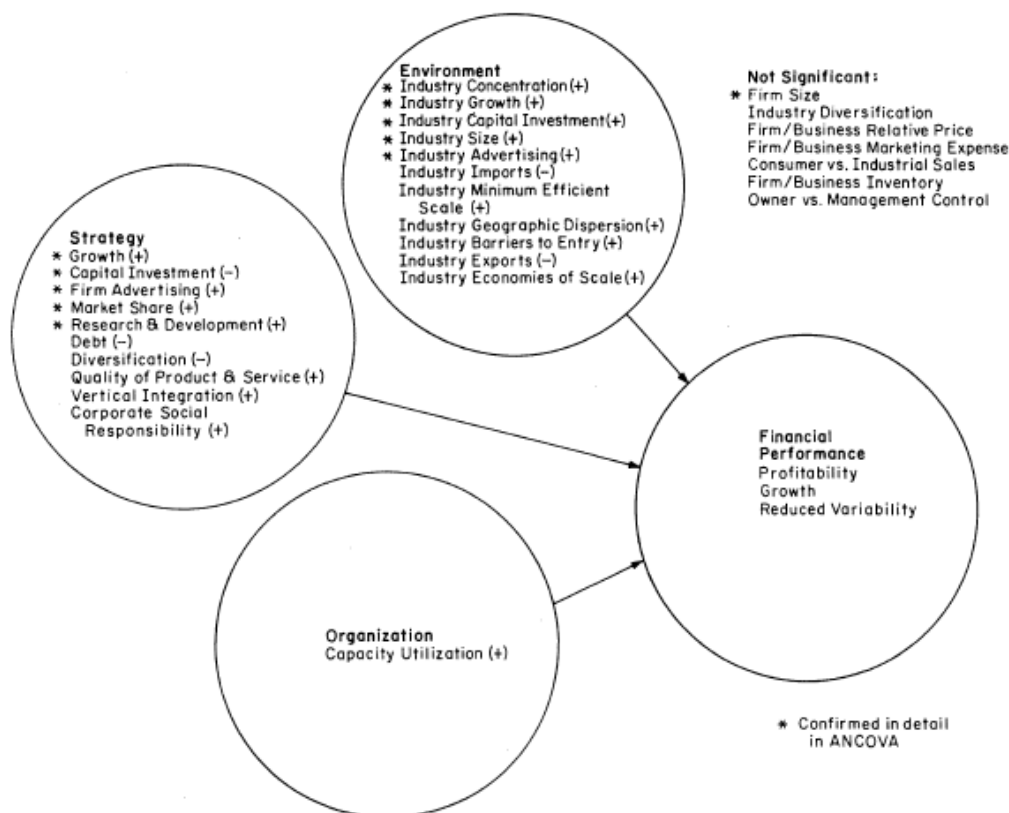 Environment
* Industry Concentration (+)
* Industry Growth (+)
* Industry Capital Investment (+)
* Industry Size (+)
* Industry Advertising (+)
Industry Imports (-)
Industry Minimum Efficient
Scale (+)
Industry Geographic Dispersion (+)
Industry Barriers to Entry (+)
Industry Exports (-)
Industry Economies of Scale (+)
Not Significant:
* Firm Size
Industry Diversification
Firm/Business Relative Price
Firm/Business Marketing Expense
Consumer vs. Industrial Sales
Firm/Business Inventory
Owner vs. Management Control
Strategy
* Growth (+)
* Capital Investment (-)
* Firm Advertising (+)
* Market Share (+)
* Research & Development (+)
Debt (-)
Diversification (-)
Quality of Product & Service (+)
Vertical Integration (+)
Corporate Social
Responsibility (+)
Financial
Performance
Profitability
Growth
Reduced Variability
Organization
Capacity Utilization (+)
* Confirmed in detail
in ANCOVA